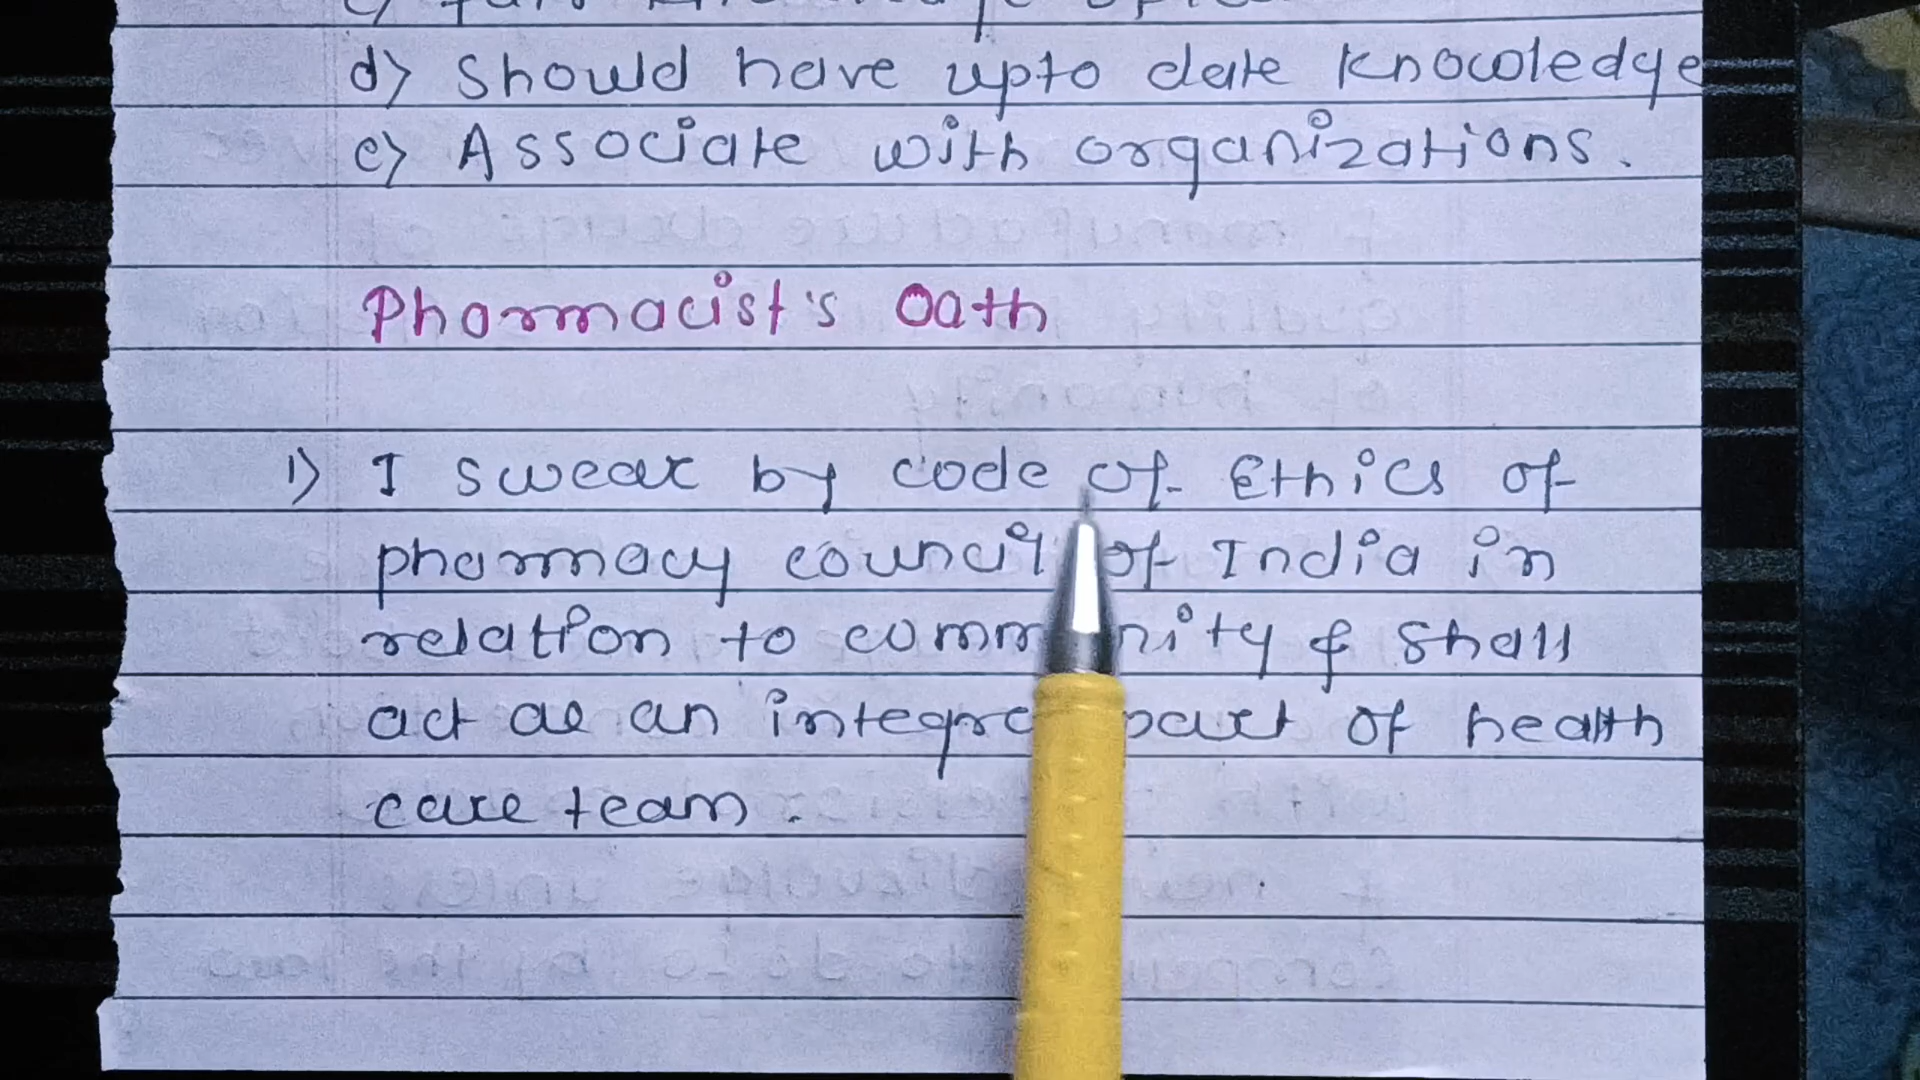 d) Should have upto date knowledge
e) Associate with organizations.
Pharmacist's Oath
1) I swear by code of Ethics of
pharmacy council of India in
relation to community & shall
act as an integral part of health
care team.